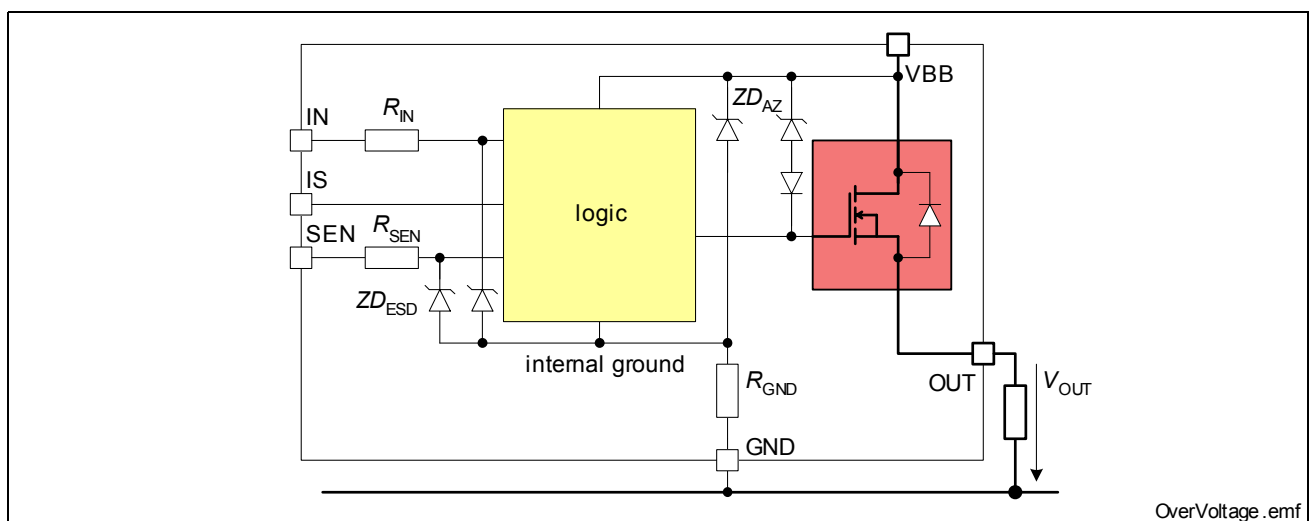 VBB
ZD_AZ
IN
R_IN
IS
logic
SEN
R_SEN
ZD_ESD
internal ground
R_GND
OUT
V_OUT
GND
OverVoltage.emf